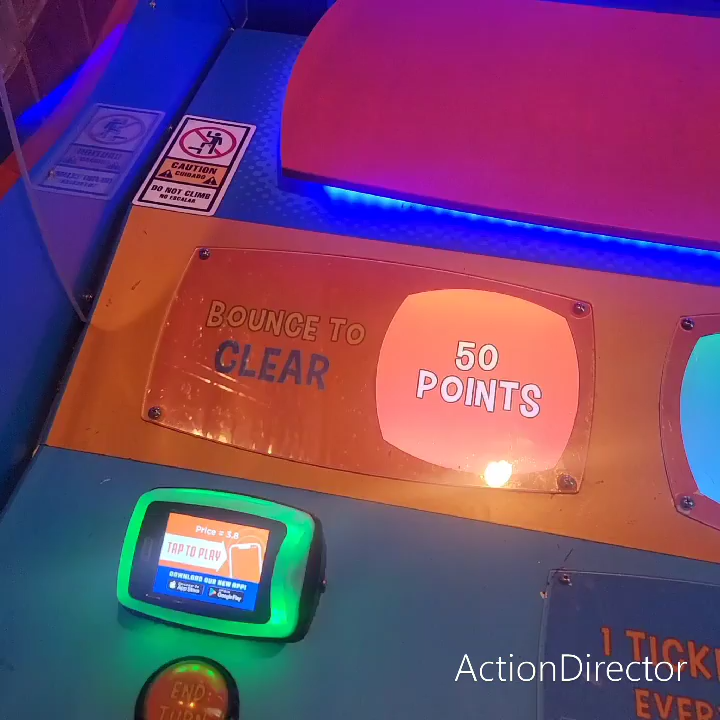 CAUTION
CUIDADO
DO NOT CLIMB
NO ESCALAR
BOUNCE TO
CLEAR
50
POINTS
Price = 3.8
TAP TO PLAY
DOWNLOAD OUR NEW APP!
App Store
Google Play
1 TICK
EVER
END
TURN
ActionDirector